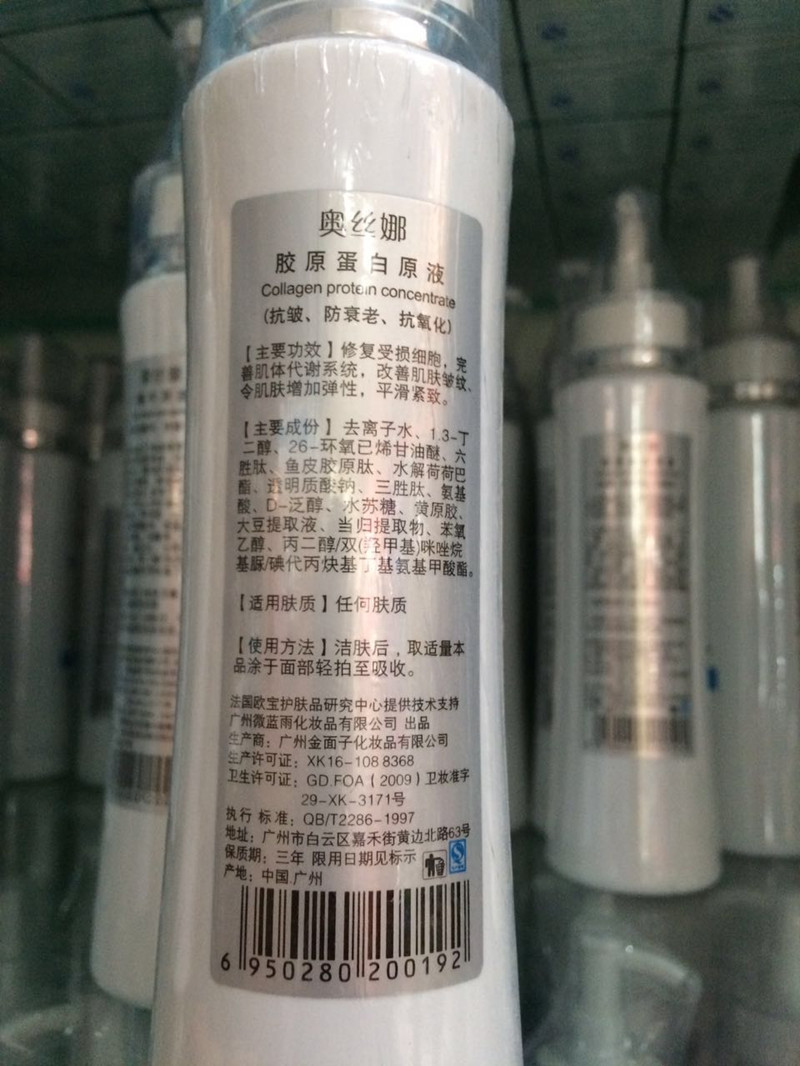 奥丝娜
胶原蛋白原液
Collagen protein concentrate
(抗皱、防衰老、抗氧化)
【主要功效】修复受损细胞，完
善肌体代谢系统，改善肌肤皱纹、
令肌肤增加弹性，平滑紧致。
【主要成份】去离子水、1.3-丁
二醇、26-环氧已烯甘油醚、六
胜肽、鱼皮胶原肽、水解荷荷巴
酯、透明质酸钠、三胜肽、氨基
酸、D-泛醇、水苏糖、黄原胶、
大豆提取液、当归提取物、苯氧
乙醇、丙二醇/双(羟甲基)咪唑烷
基脲/碘代丙炔基丁基氨基甲酸酯。
【适用肤质】任何肤质
【使用方法】洁肤后，取适量本
品涂于面部轻拍至吸收。
法国欧宝护肤品研究中心提供技术支持
广州微蓝雨化妆品有限公司 出品
生产商：广州金面子化妆品有限公司
生产许可证：XK16-108 8368
卫生许可证：GD.FOA（2009）卫妆准字
29-XK-3171号
执行 标准：QB/T2286-1997
地址：广州市白云区嘉禾街黄边北路63号
保质期：三年 限用日期见标示
产地：中国.广州
6 950280 200192